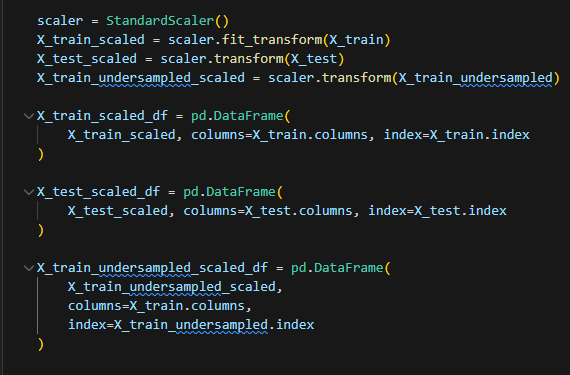 scaler = StandardScaler()
X_train_scaled = scaler.fit_transform(X_train)
X_test_scaled = scaler.transform(X_test)
X_train_undersampled_scaled = scaler.transform(X_train_undersampled)
X_train_scaled_df = pd.DataFrame(
    X_train_scaled, columns=X_train.columns, index=X_train.index
)
X_test_scaled_df = pd.DataFrame(
    X_test_scaled, columns=X_test.columns, index=X_test.index
)
X_train_undersampled_scaled_df = pd.DataFrame(
    X_train_undersampled_scaled,
    columns=X_train.columns,
    index=X_train_undersampled.index
)